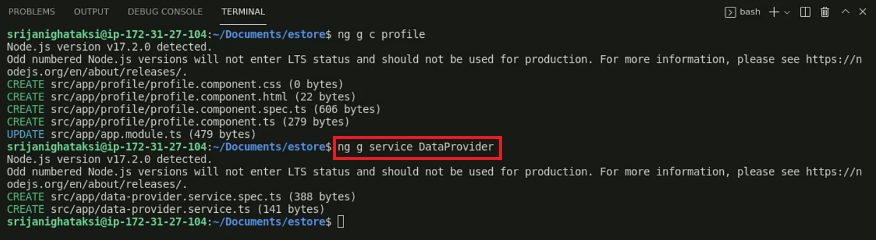 PROBLEMS OUTPUT DEBUG CONSOLE TERMINAL bash
srijanighataksi@ip-172-31-27-104:~/Documents/estore$ ng g c profile
Node.js version v17.2.0 detected.
Odd numbered Node.js versions will not enter LTS status and should not be used for production. For more information, please see https://n
odejs.org/en/about/releases/.
CREATE src/app/profile/profile.component.css (0 bytes)
CREATE src/app/profile/profile.component.html (22 bytes)
CREATE src/app/profile/profile.component.spec.ts (606 bytes)
CREATE src/app/profile/profile.component.ts (279 bytes)
UPDATE src/app/app.module.ts (479 bytes)
srijanighataksi@ip-172-31-27-104:~/Documents/estore$ ng g service DataProvider
Node.js version v17.2.0 detected.
Odd numbered Node.js versions will not enter LTS status and should not be used for production. For more information, please see https://n
odejs.org/en/about/releases/.
CREATE src/app/data-provider.service.spec.ts (388 bytes)
CREATE src/app/data-provider.service.ts (141 bytes)
srijanighataksi@ip-172-31-27-104:~/Documents/estore$